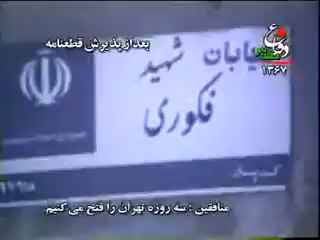 بعد از پذیرش قطعنامه
۱۳۶۷
خیابان شهید
فکوری
منافقین : سه روزه تهران را فتح می کنیم